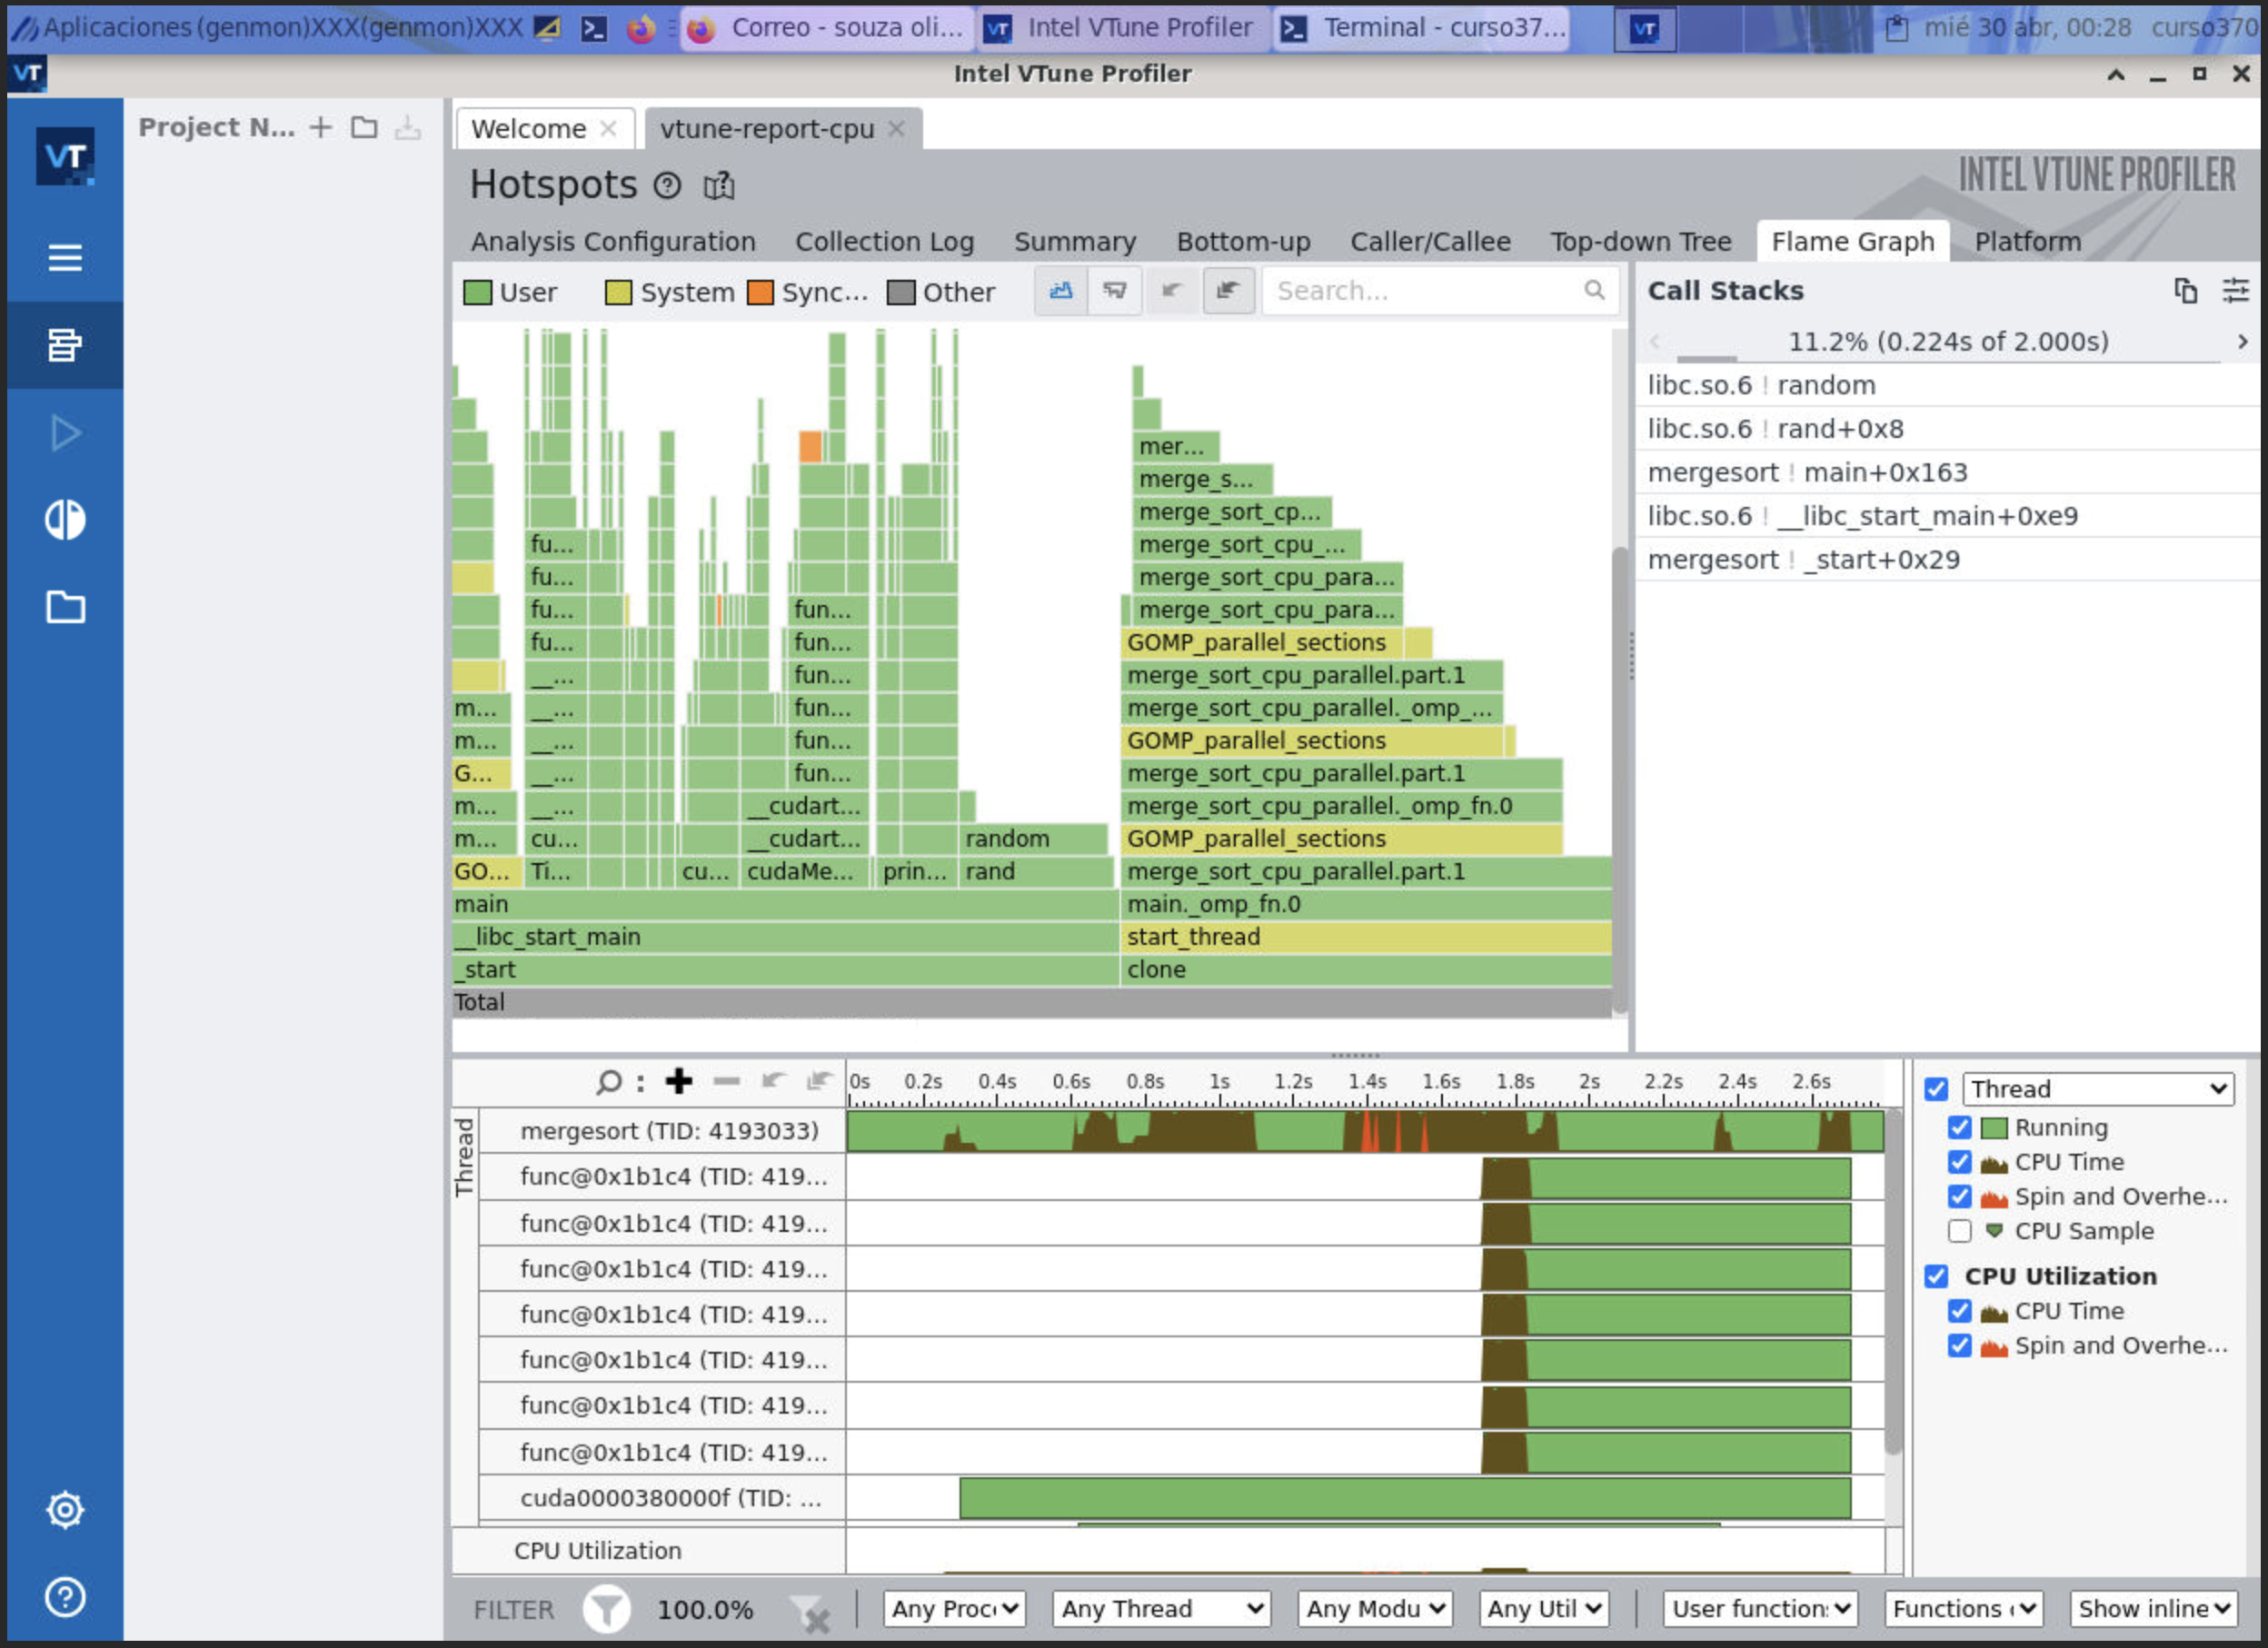 Aplicaciones (genmon)XXX(genmon)XXX Correo - souza oli... Intel VTune Profiler Terminal - curso37... mié 30 abr, 00:28 curso370
Intel VTune Profiler
Project N...
Welcome vtune-report-cpu
Hotspots
INTEL VTUNE PROFILER
Analysis Configuration Collection Log Summary Bottom-up Caller/Callee Top-down Tree Flame Graph Platform
User System Sync... Other Search...
mer...
merge_s...
merge_sort_cp...
fu... merge_sort_cpu_...
fu... merge_sort_cpu_para...
fu... fun... merge_sort_cpu_para...
fu... fun... GOMP_parallel_sections
__... fun... merge_sort_cpu_parallel.part.1
m... __... fun... merge_sort_cpu_parallel._omp_...
m... __... fun... GOMP_parallel_sections
G... __... fun... merge_sort_cpu_parallel.part.1
m... __... __cudart... merge_sort_cpu_parallel._omp_fn.0
m... cu... __cudart... random GOMP_parallel_sections
GO... Ti... cu... cudaMe... prin... rand merge_sort_cpu_parallel.part.1
main main._omp_fn.0
__libc_start_main start_thread
_start clone
Total
Call Stacks
11.2% (0.224s of 2.000s)
libc.so.6 ! random
libc.so.6 ! rand+0x8
mergesort ! main+0x163
libc.so.6 ! __libc_start_main+0xe9
mergesort ! _start+0x29
0s 0.2s 0.4s 0.6s 0.8s 1s 1.2s 1.4s 1.6s 1.8s 2s 2.2s 2.4s 2.6s
Thread
mergesort (TID: 4193033)
func@0x1b1c4 (TID: 419...
func@0x1b1c4 (TID: 419...
func@0x1b1c4 (TID: 419...
func@0x1b1c4 (TID: 419...
func@0x1b1c4 (TID: 419...
func@0x1b1c4 (TID: 419...
func@0x1b1c4 (TID: 419...
cuda0000380000f (TID: ...
CPU Utilization
Thread
Running
CPU Time
Spin and Overhe...
CPU Sample
CPU Utilization
CPU Time
Spin and Overhe...
FILTER 100.0% Any Proc Any Thread Any Modu Any Util User function: Functions Show inline